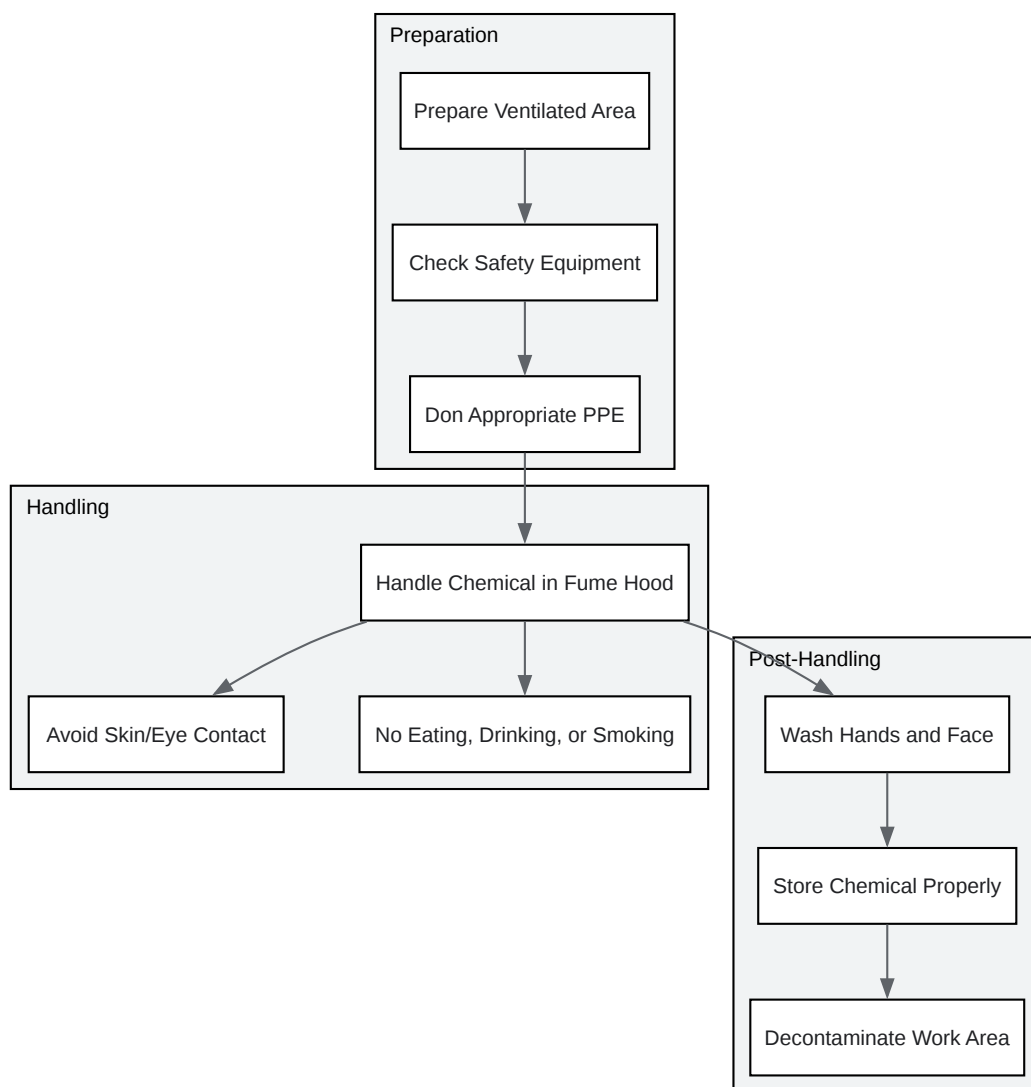 Preparation
Prepare Ventilated Area
Check Safety Equipment
Don Appropriate PPE
Handling
Handle Chemical in Fume Hood
Avoid Skin/Eye Contact
No Eating, Drinking, or Smoking
Post-Handling
Wash Hands and Face
Store Chemical Properly
Decontaminate Work Area